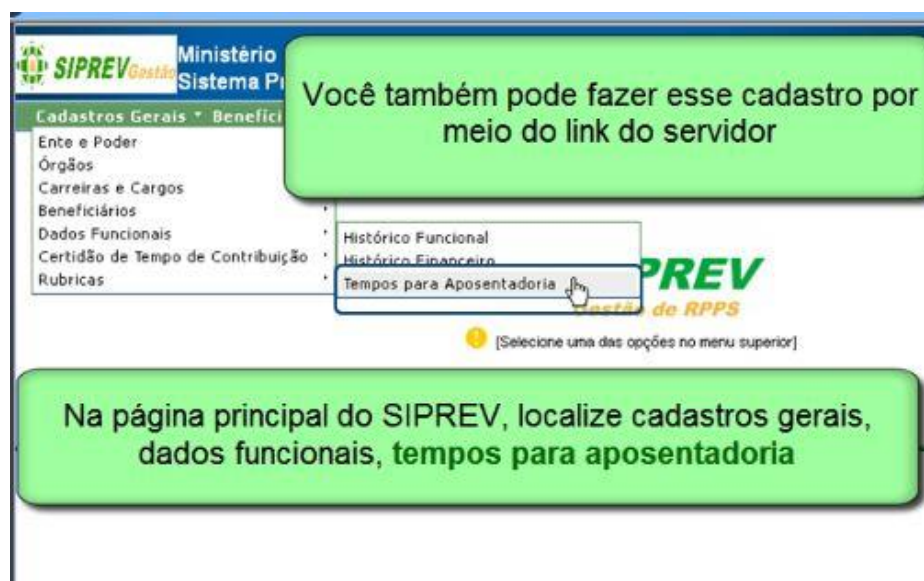 SIPREV Gestão
Ministério
Sistema P
Você também pode fazer esse cadastro por
meio do link do servidor
Cadastros Gerais Benefici
Ente e Poder
Órgãos
Carreiras e Cargos
Beneficiários
Dados Funcionais
Certidão de Tempo de Contribuição
Rubricas
Histórico Funcional
Histórico Financeiro
Tempos para Aposentadoria
PREV
Gestão de RPPS
[Selecione uma das opções no menu superior]
Na página principal do SIPREV, localize cadastros gerais,
dados funcionais, tempos para aposentadoria